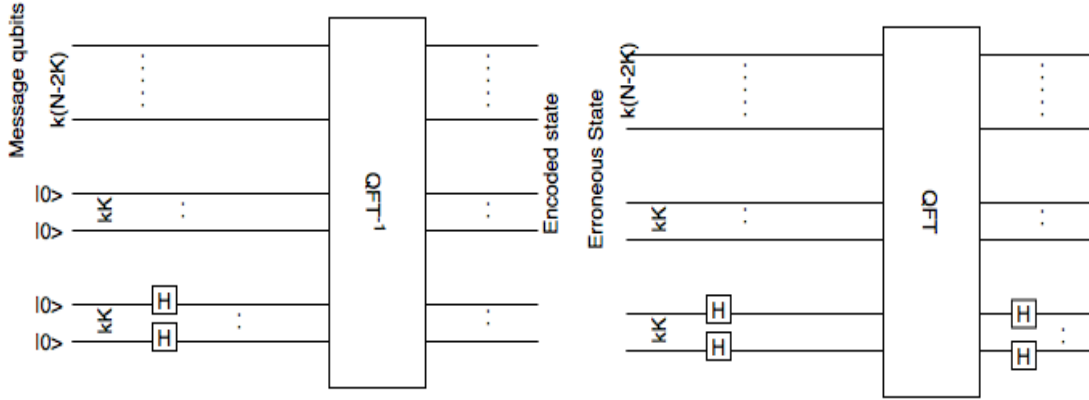 Message qubits
k(N-2K)
|0>
kK
|0>
|0>
H
kK
|0>
H
QFT⁻¹
Encoded state
Erroneous State
k(N-2K)
kK
kK
H
H
QFT
H
H